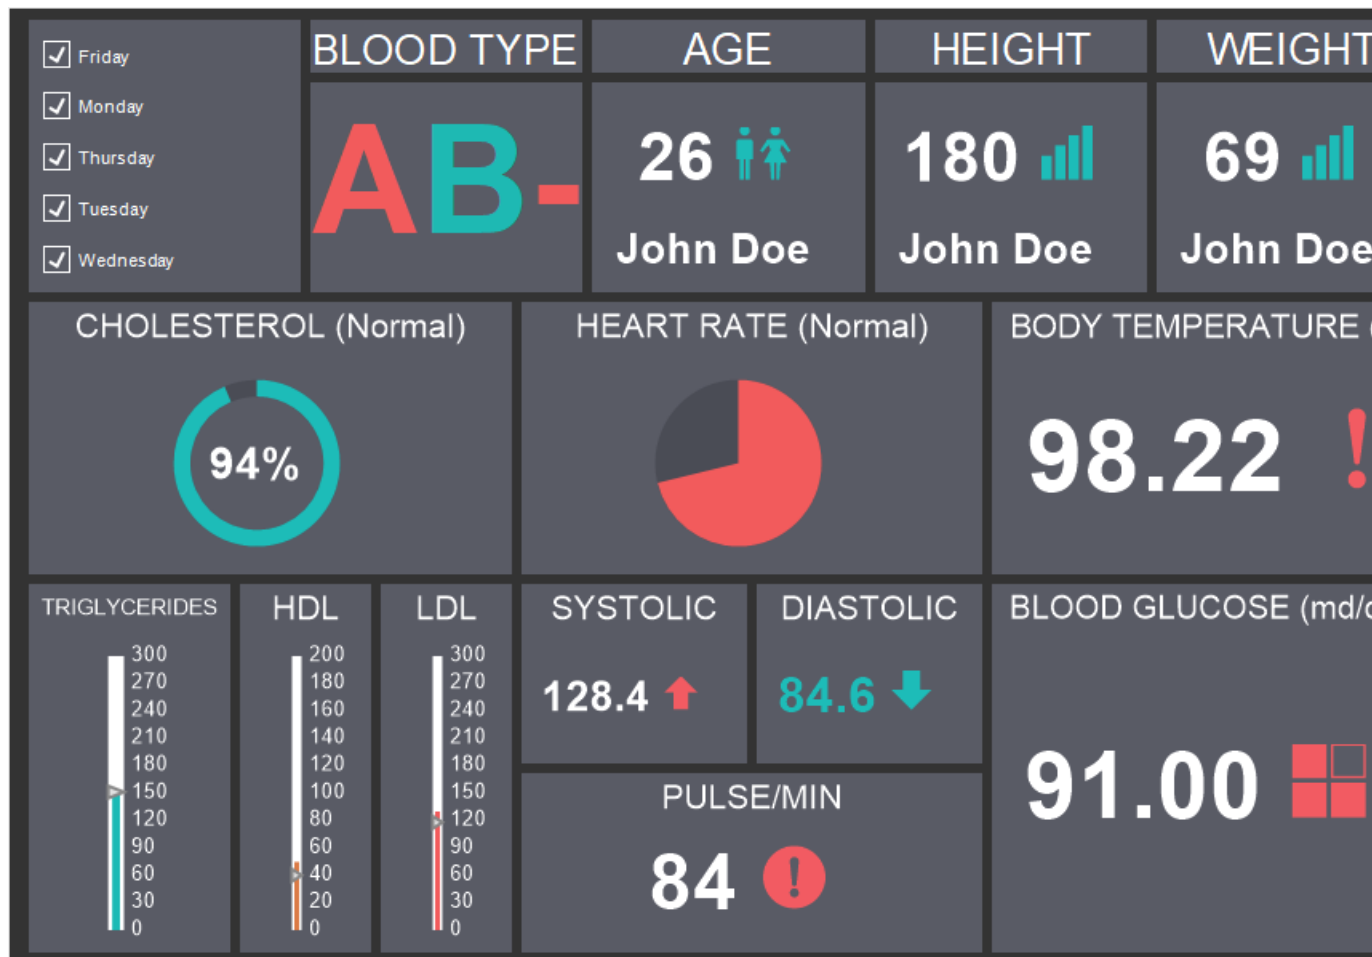 Friday
Monday
Thursday
Tuesday
Wednesday
BLOOD TYPE
AB-
AGE
26
John Doe
HEIGHT
180
John Doe
WEIGHT
69
John Doe
CHOLESTEROL (Normal)
94%
HEART RATE (Normal)
BODY TEMPERATURE (
98.22 !
TRIGLYCERIDES
300
270
240
210
180
150
120
90
60
30
0
HDL
200
180
160
140
120
100
80
60
40
20
0
LDL
300
270
240
210
180
150
120
90
60
30
0
SYSTOLIC
128.4
DIASTOLIC
84.6
PULSE/MIN
84 !
BLOOD GLUCOSE (md/d
91.00